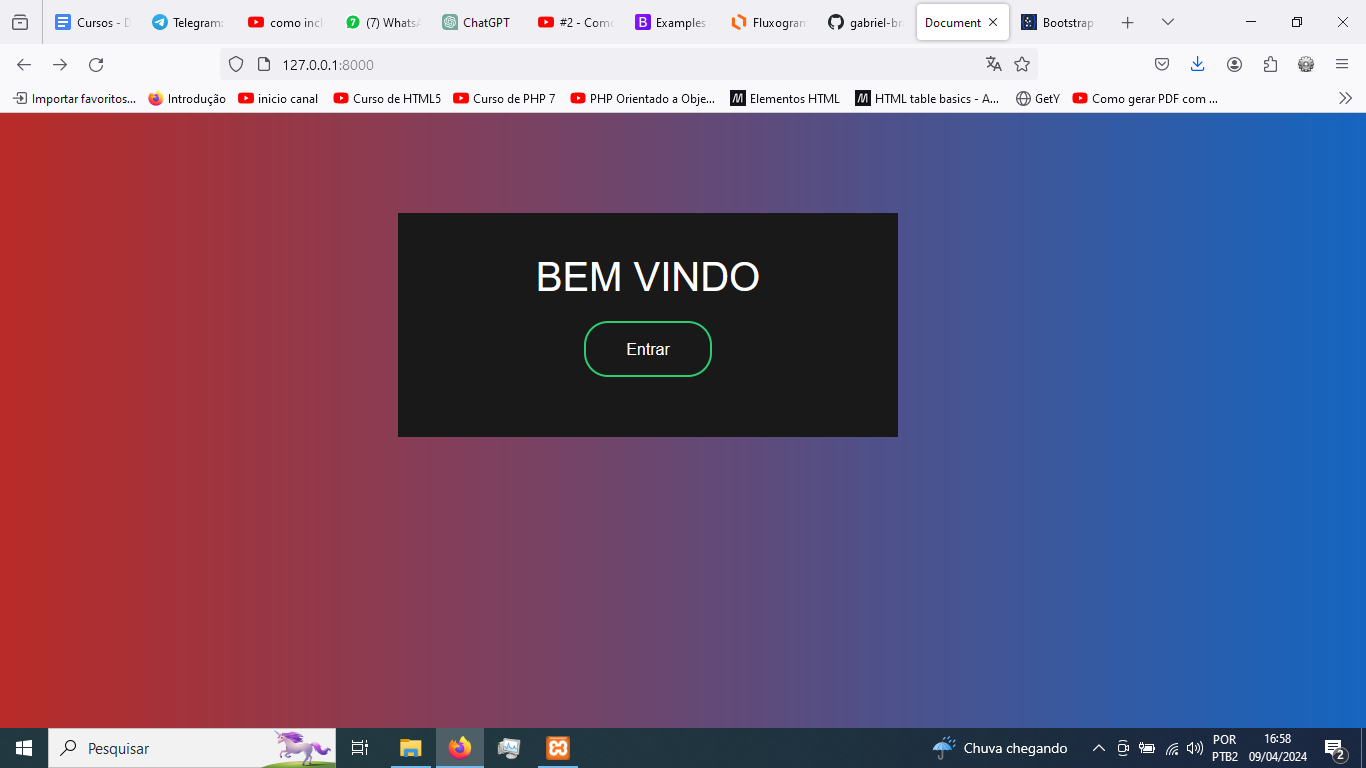 Cursos - D
Telegram
como incl
(7) WhatsA
ChatGPT
#2 - Como
Examples
Fluxogram
gabriel-br
Document
Bootstrap
127.0.0.1:8000
Importar favoritos...
Introdução
inicio canal
Curso de HTML5
Curso de PHP 7
PHP Orientado a Obje...
Elementos HTML
HTML table basics - A...
GetY
Como gerar PDF com ...
BEM VINDO
Entrar
Pesquisar
Chuva chegando
POR
PTB2
16:58
09/04/2024
2